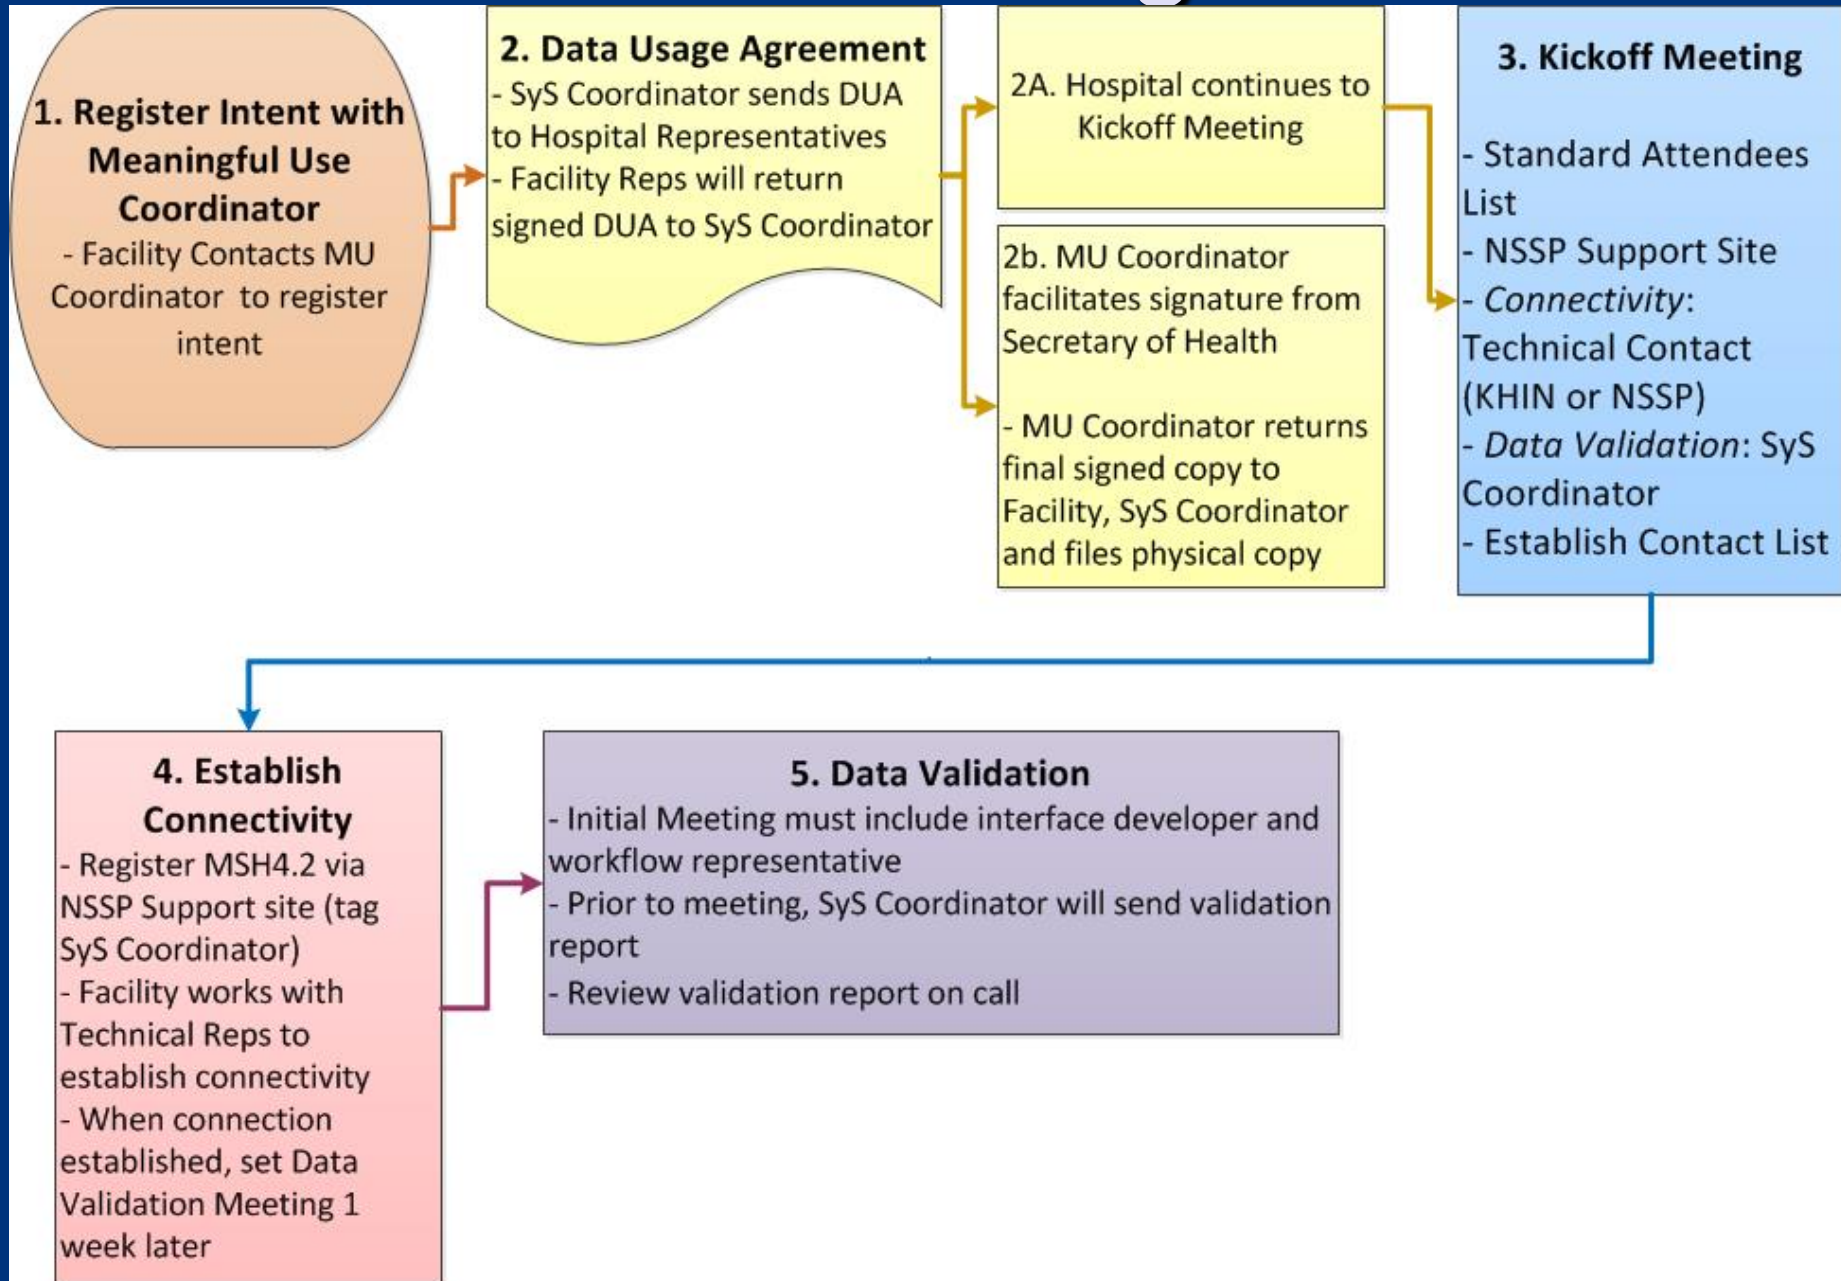 1. Register Intent with
Meaningful Use
Coordinator
- Facility Contacts MU
Coordinator to register
intent
2. Data Usage Agreement
- SyS Coordinator sends DUA
to Hospital Representatives
- Facility Reps will return
signed DUA to SyS Coordinator
2A. Hospital continues to
Kickoff Meeting
2b. MU Coordinator
facilitates signature from
Secretary of Health
- MU Coordinator returns
final signed copy to
Facility, SyS Coordinator
and files physical copy
3. Kickoff Meeting
- Standard Attendees
List
- NSSP Support Site
- Connectivity:
Technical Contact
(KHIN or NSSP)
- Data Validation: SyS
Coordinator
- Establish Contact List
4. Establish
Connectivity
- Register MSH4.2 via
NSSP Support site (tag
SyS Coordinator)
- Facility works with
Technical Reps to
establish connectivity
- When connection
established, set Data
Validation Meeting 1
week later
5. Data Validation
- Initial Meeting must include interface developer and
workflow representative
- Prior to meeting, SyS Coordinator will send validation
report
- Review validation report on call